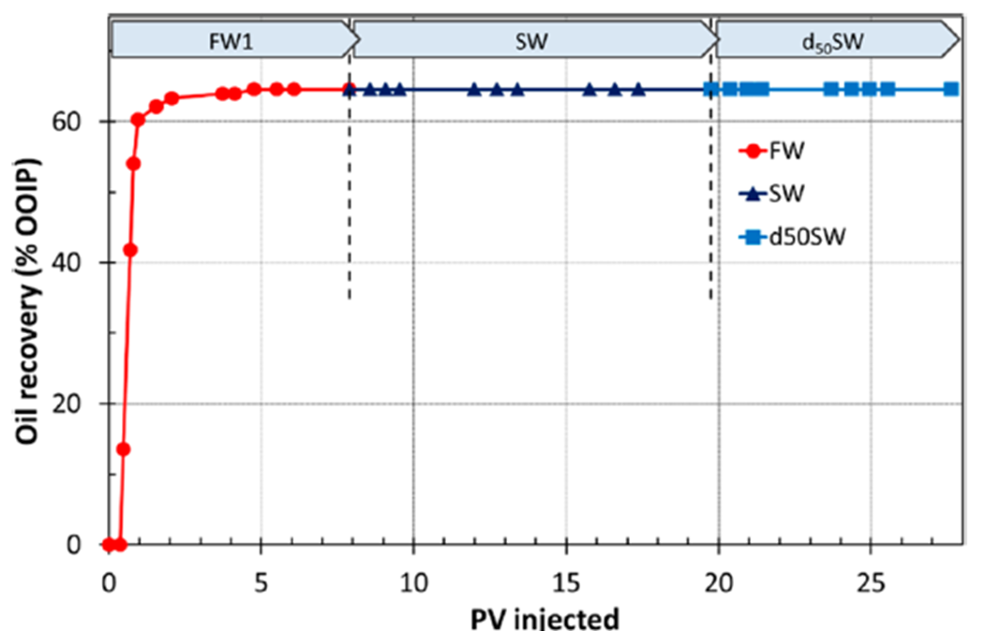 FW1
SW
d₅₀SW
60
40
20
0
Oil recovery (% OOIP)
FW
SW
d50SW
0
5
10
15
20
25
PV injected